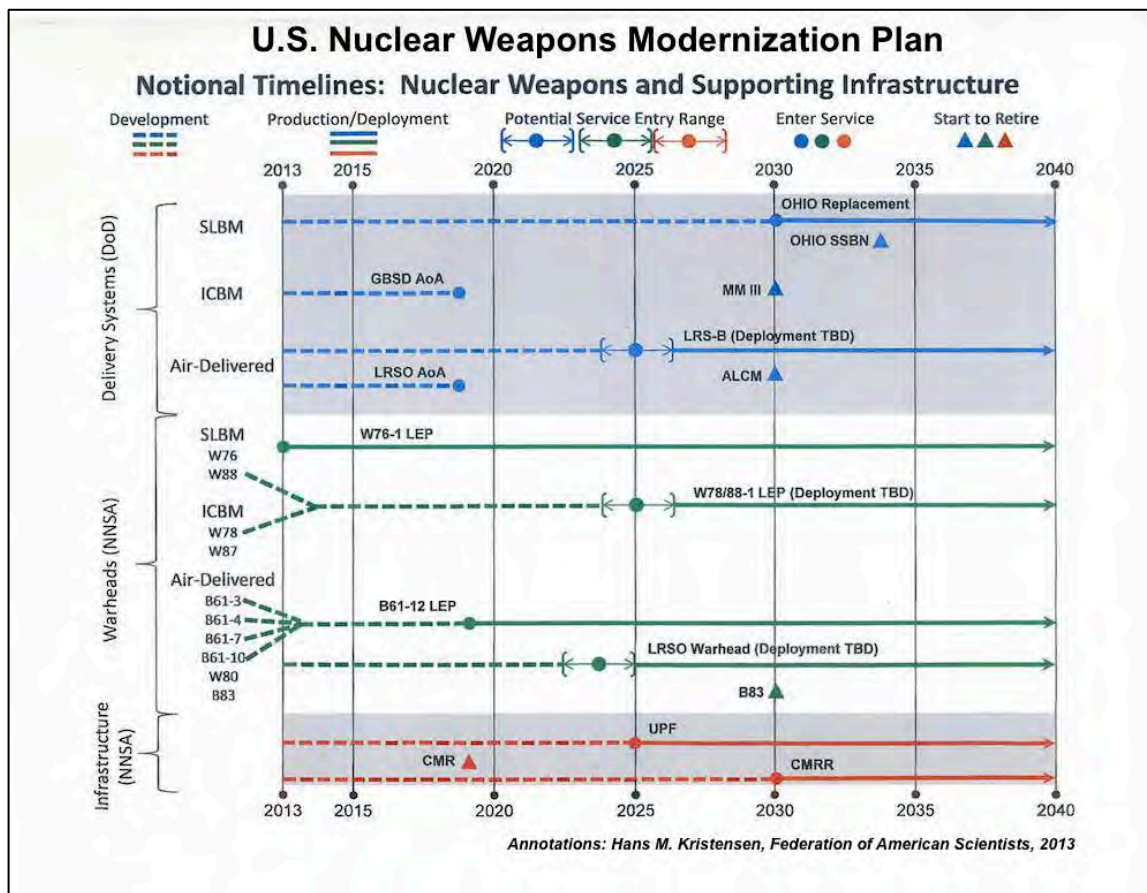 U.S. Nuclear Weapons Modernization Plan
Notional Timelines: Nuclear Weapons and Supporting Infrastructure
Development
Production/Deployment
Potential Service Entry Range
Enter Service
Start to Retire
2013 2015 2020 2025 2030 2035 2040
Delivery Systems (DoD)
SLBM
OHIO Replacement
OHIO SSBN
ICBM
GBSD AoA
MM III
Air-Delivered
LRS-B (Deployment TBD)
LRSO AoA
ALCM
Warheads (NNSA)
SLBM
W76
W88
W76-1 LEP
ICBM
W78
W87
W78/88-1 LEP (Deployment TBD)
Air-Delivered
B61-3
B61-4
B61-7
B61-10
W80
B83
B61-12 LEP
LRSO Warhead (Deployment TBD)
B83
Infrastructure
(NNSA)
UPF
CMR
CMRR
2013 2015 2020 2025 2030 2035 2040
Annotations: Hans M. Kristensen, Federation of American Scientists, 2013